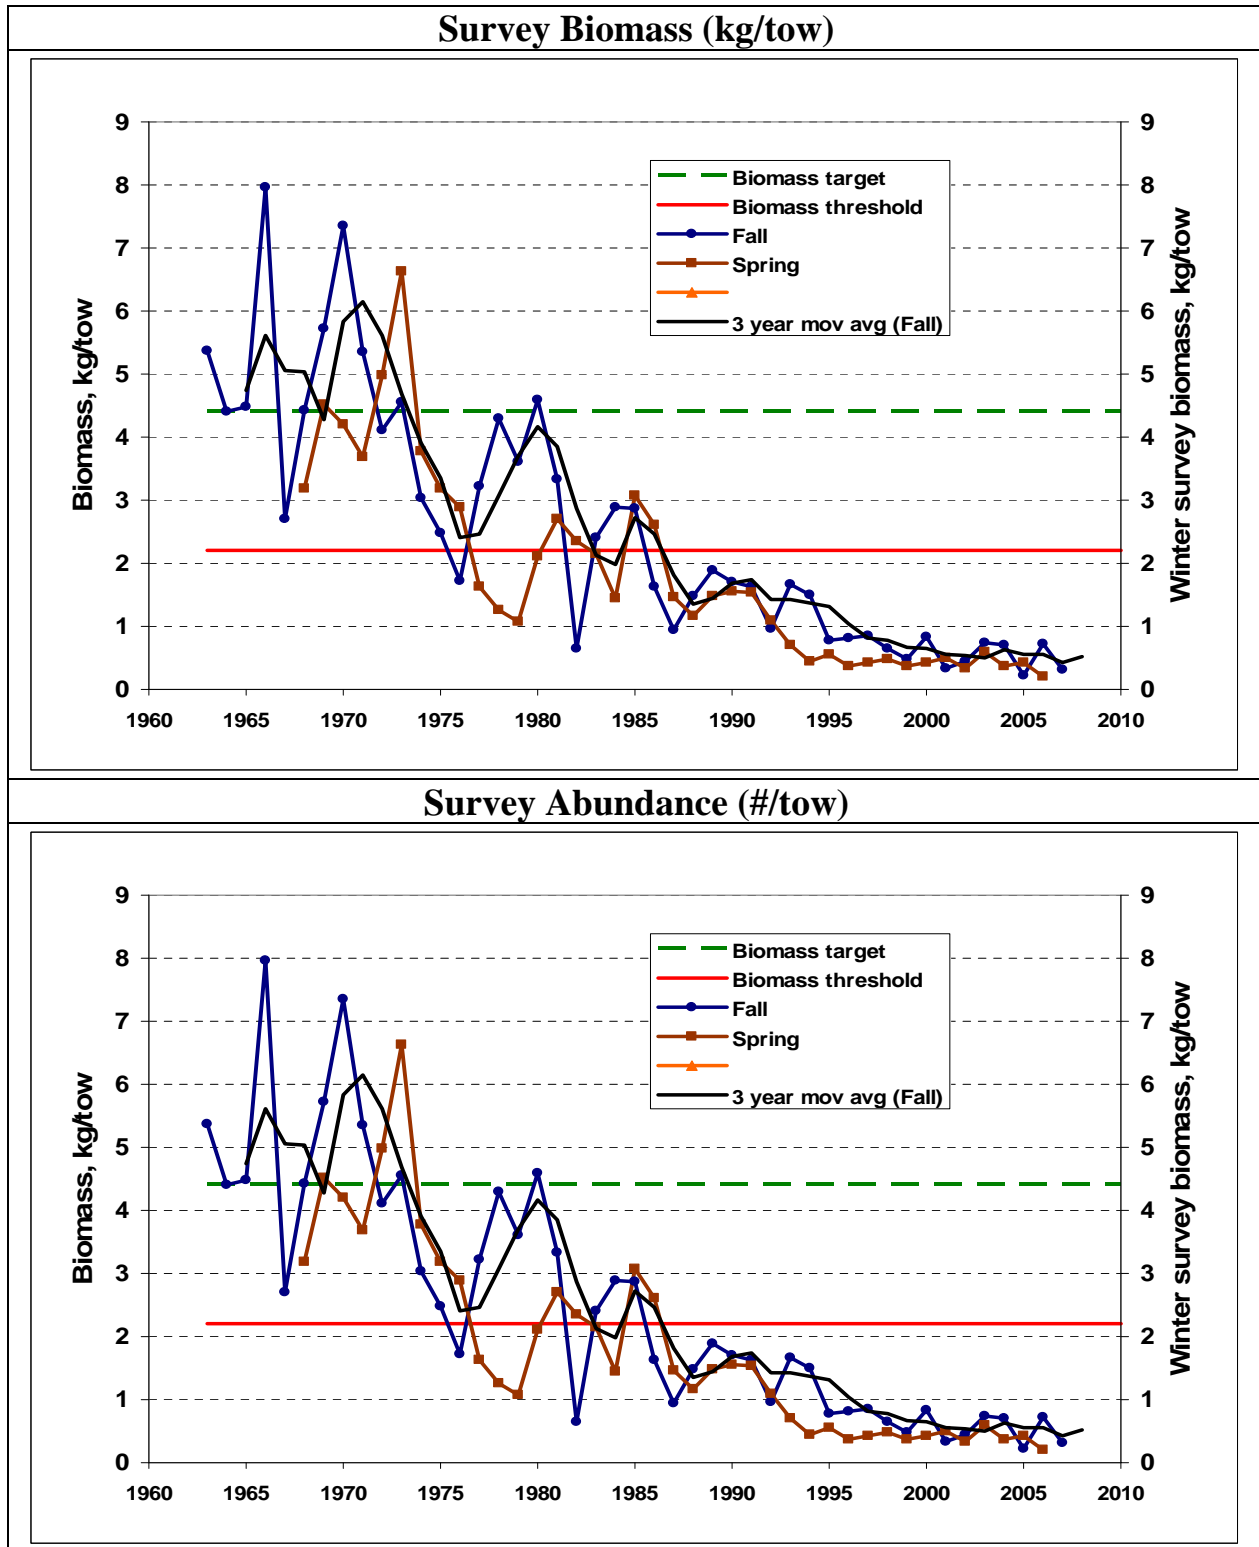 Survey Biomass (kg/tow)
Biomass, kg/tow
9
8
7
6
5
4
3
2
1
0
Biomass target
Biomass threshold
Fall
Spring
3 year mov avg (Fall)
9
8
7
6
5
4
3
2
1
0
Winter survey biomass, kg/tow
1960 1965 1970 1975 1980 1985 1990 1995 2000 2005 2010
Survey Abundance (#/tow)
Biomass, kg/tow
9
8
7
6
5
4
3
2
1
0
Biomass target
Biomass threshold
Fall
Spring
3 year mov avg (Fall)
9
8
7
6
5
4
3
2
1
0
Winter survey biomass, kg/tow
1960 1965 1970 1975 1980 1985 1990 1995 2000 2005 2010